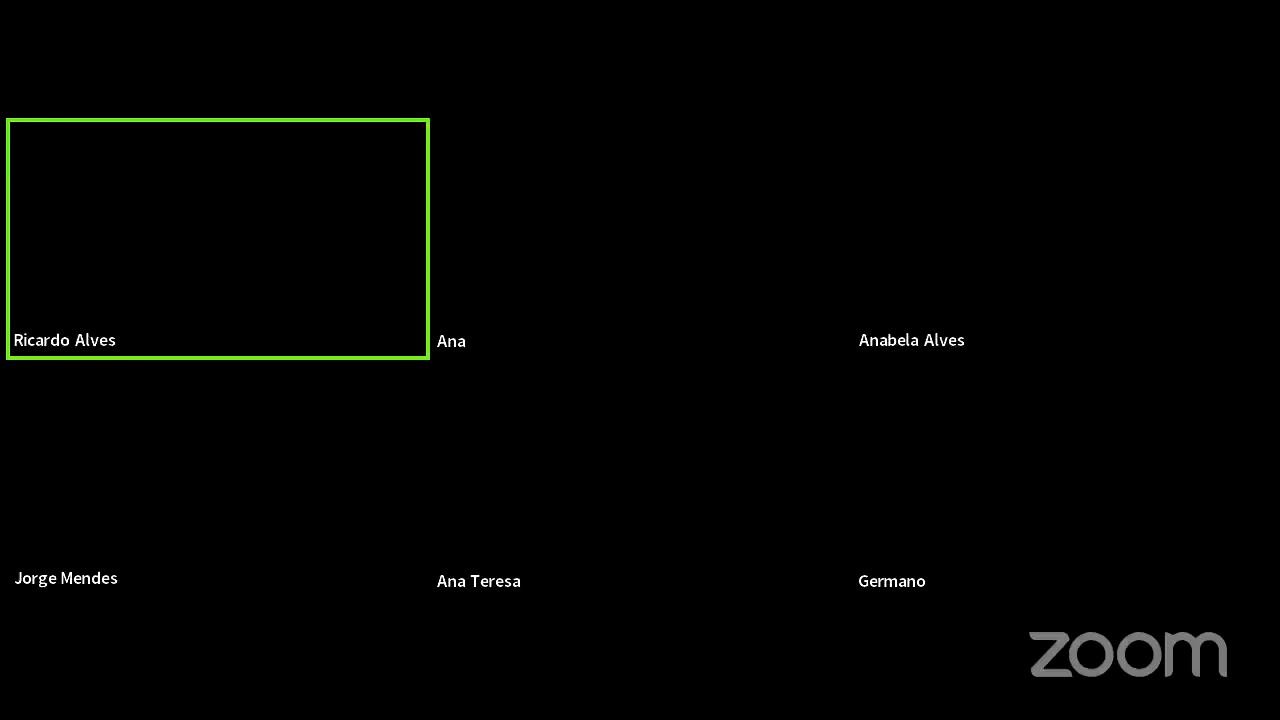 Ricardo Alves
Ana
Anabela Alves
Jorge Mendes
Ana Teresa
Germano
zoom